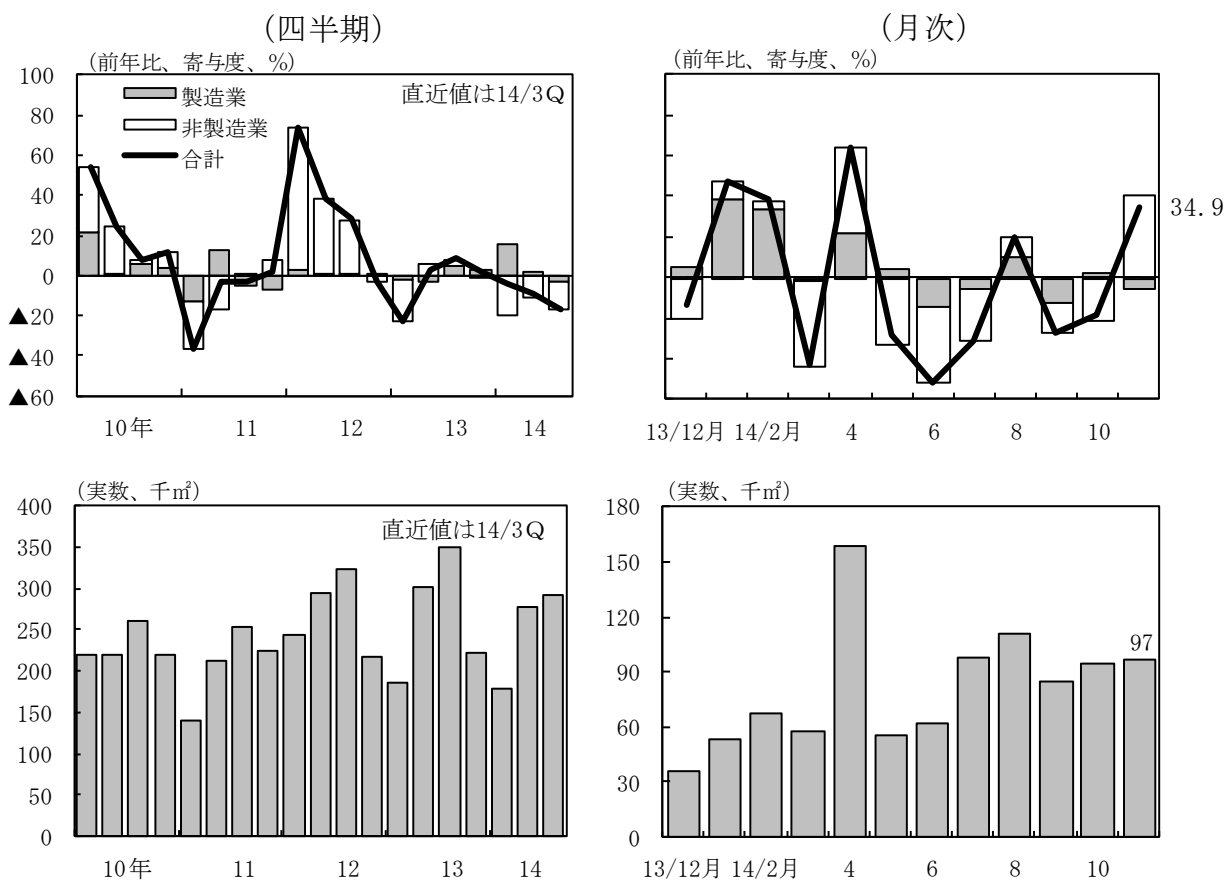 (四半期)
(前年比、寄与度、%)
100
80
60
40
20
0
▲20
▲40
▲60
製造業
非製造業
合計
直近値は14/3Q
10年
11
12
13
14
(月次)
(前年比、寄与度、%)
34.9
13/12月
14/2月
4
6
8
10
(実数、千㎡)
400
350
300
250
200
150
100
50
0
直近値は14/3Q
10年
11
12
13
14
(実数、千㎡)
180
150
120
90
60
30
0
97
13/12月
14/2月
4
6
8
10